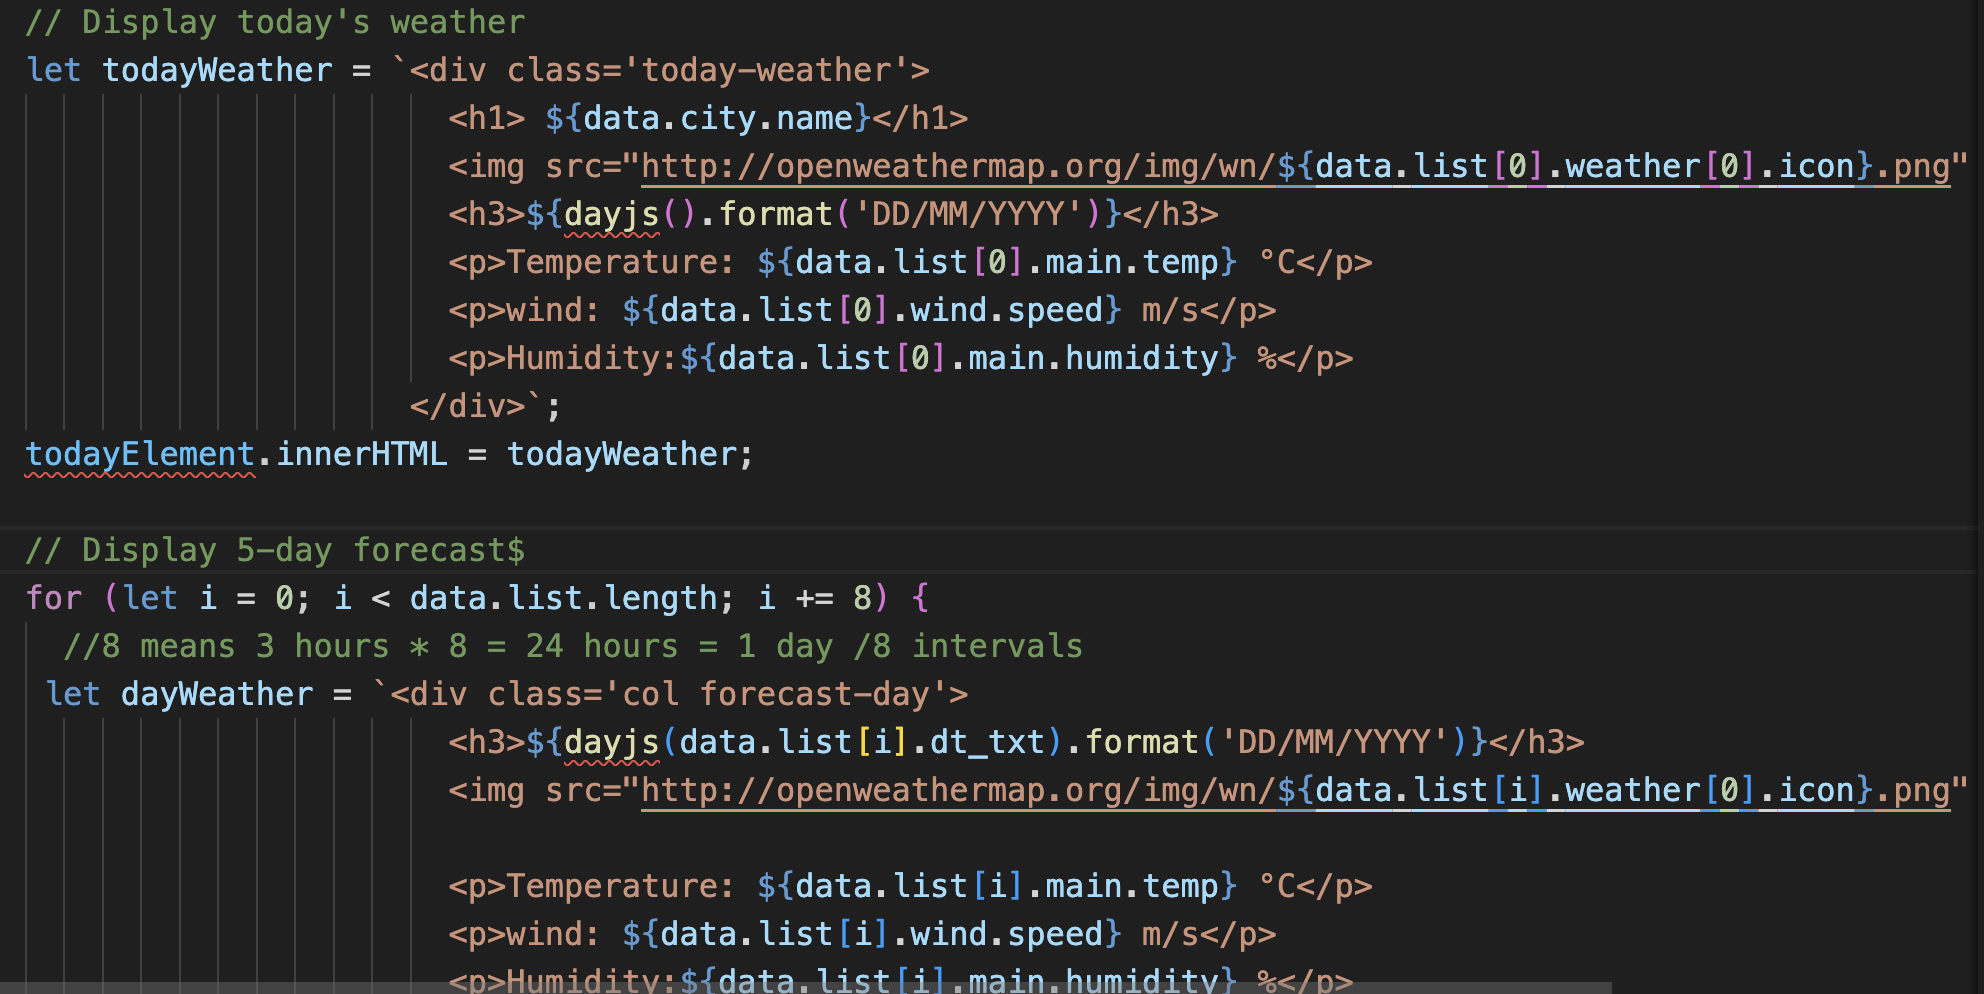 // Display today's weather
let todayWeather = `<div class='today-weather'>
<h1> ${data.city.name}</h1>
<img src="http://openweathermap.org/img/wn/${data.list[0].weather[0].icon}.png"
<h3>${dayjs().format('DD/MM/YYYY')}</h3>
<p>Temperature: ${data.list[0].main.temp} °C</p>
<p>wind: ${data.list[0].wind.speed} m/s</p>
<p>Humidity:${data.list[0].main.humidity} %</p>
</div>`;
todayElement.innerHTML = todayWeather;
// Display 5-day forecast$
for (let i = 0; i < data.list.length; i += 8) {
//8 means 3 hours * 8 = 24 hours = 1 day /8 intervals
let dayWeather = `<div class='col forecast-day'>
<h3>${dayjs(data.list[i].dt_txt).format('DD/MM/YYYY')}</h3>
<img src="http://openweathermap.org/img/wn/${data.list[i].weather[0].icon}.png"
<p>Temperature: ${data.list[i].main.temp} °C</p>
<p>wind: ${data.list[i].wind.speed} m/s</p>
<p>Humidity:${data.list[i].main.humidity} %</p>